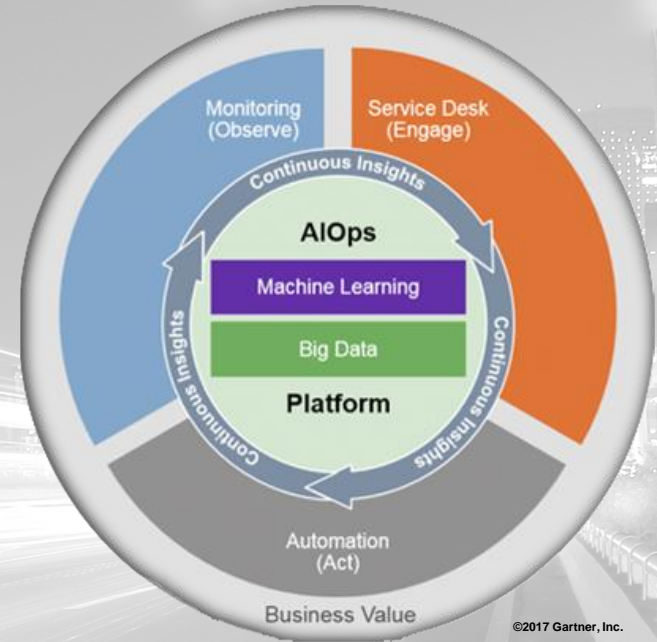 Monitoring
(Observe)
Service Desk
(Engage)
Continuous Insights
AIOps
Machine Learning
Big Data
Platform
Continuous Insights
Continuous Insights
Automation
(Act)
Business Value
©2017 Gartner, Inc.